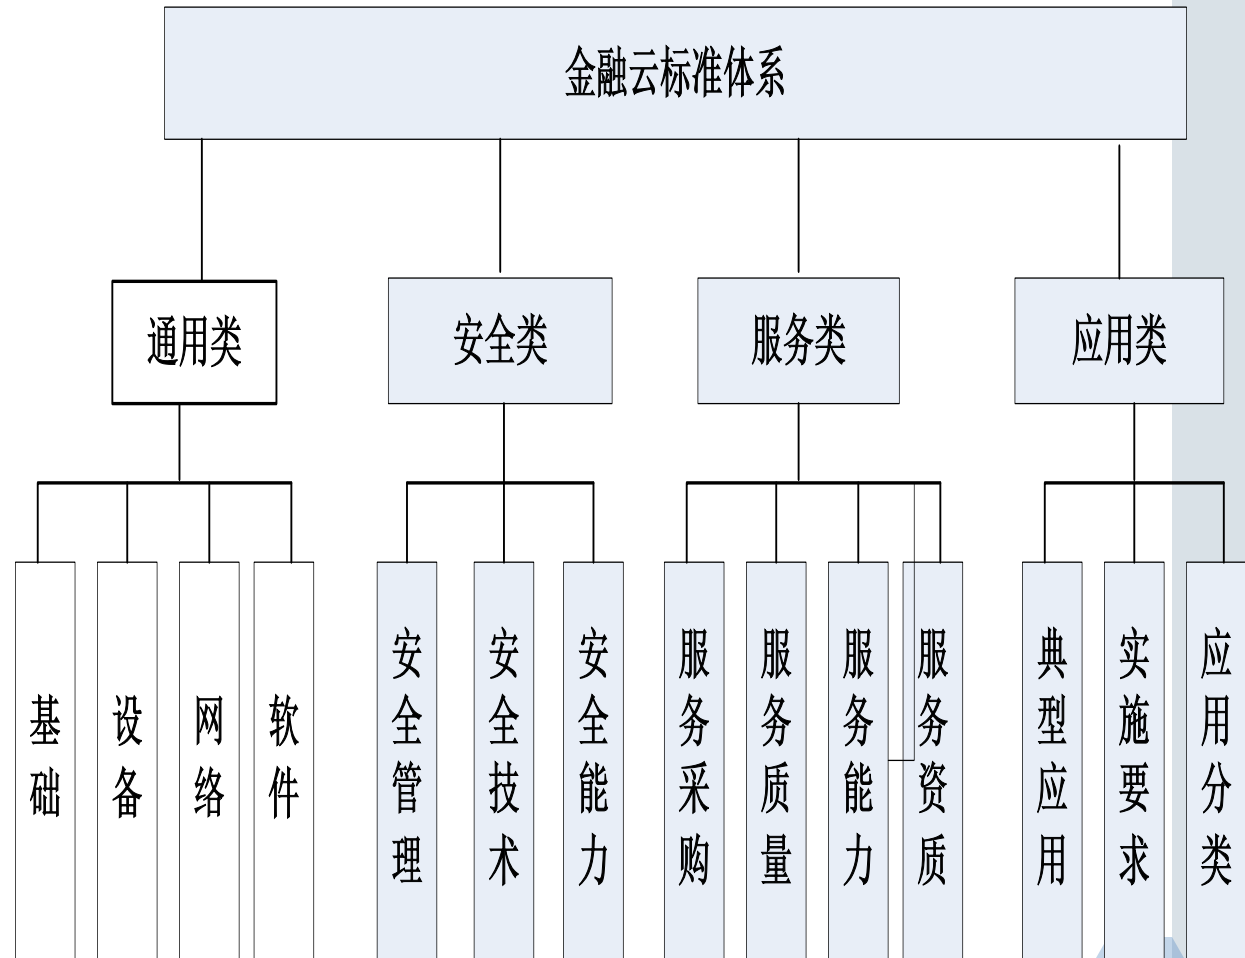 金融云标准体系
通用类
安全类
服务类
应用类
基础
设备
网络
软件
安全管理
安全技术
安全能力
服务采购
服务质量
服务能力
服务资质
典型应用
实施要求
应用分类